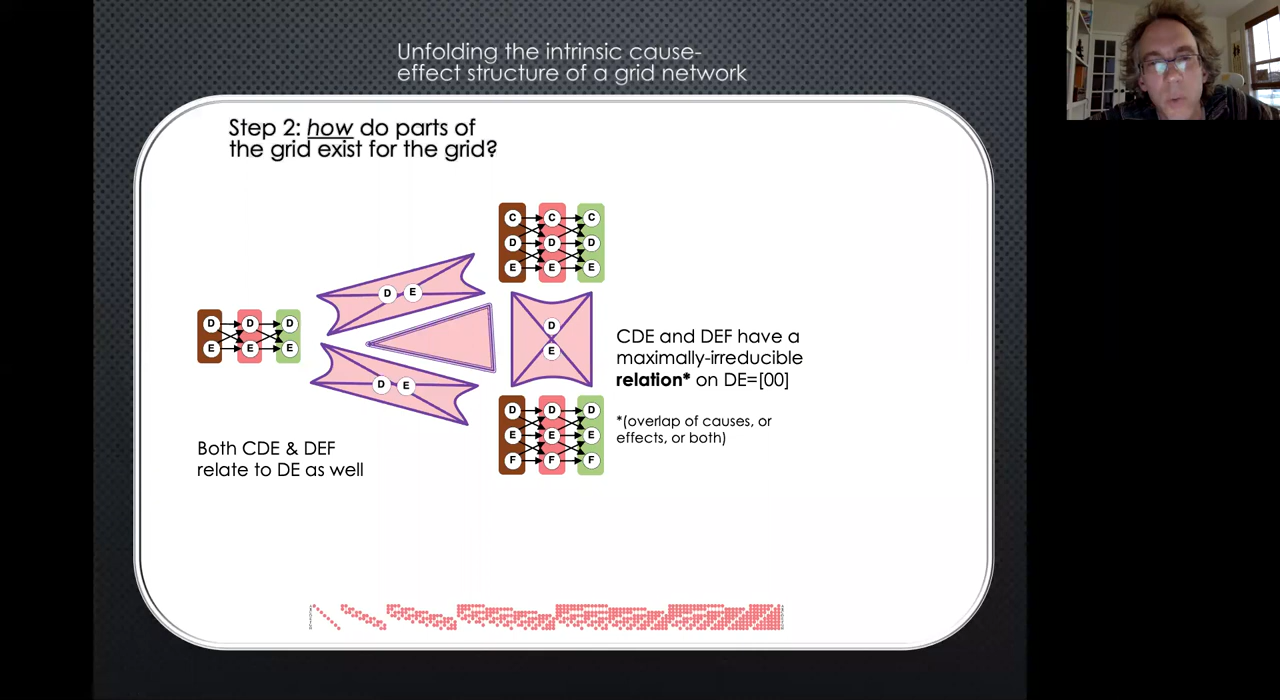 Unfolding the intrinsic cause-
effect structure of a grid network
Step 2: how do parts of
the grid exist for the grid?
C C C
D D D
E E E
D E
D D D
E E E
D
E
CDE and DEF have a
maximally-irreducible
relation* on DE=[00]
D E
*(overlap of causes, or
effects, or both)
D D D
E E E
F F F
Both CDE & DEF
relate to DE as well